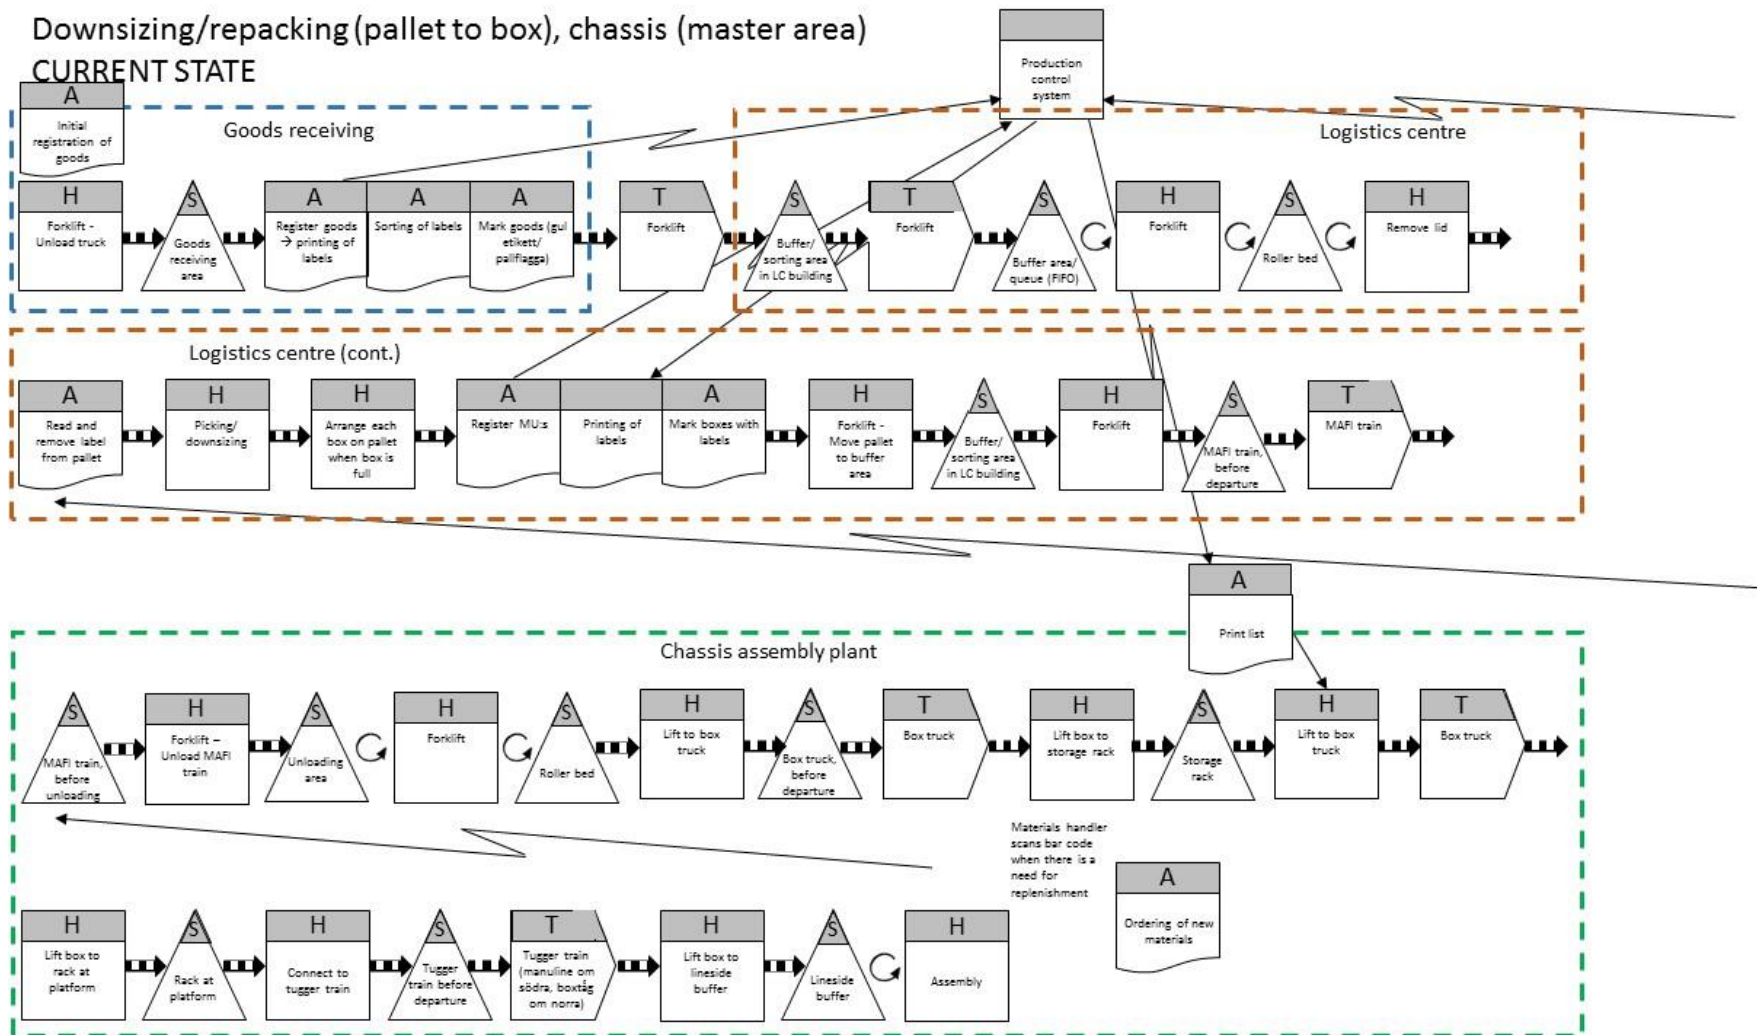 Downsizing/repacking (pallet to box), chassis (master area)
CURRENT STATE
Production
control
system
A
Initial
registration of
goods
Goods receiving
Logistics centre
H
Forklift -
Unload truck
S
Goods
receiving
area
A
Register goods
→ printing of
labels
A
Sorting of labels
A
Mark goods (gul
etikett/
pallflagga)
T
Forklift
S
Buffer/
sorting area
in LC building
T
Forklift
S
Buffer area/
queue (FIFO)
H
Forklift
S
Roller bed
H
Remove lid
Logistics centre (cont.)
A
Read and
remove label
from pallet
H
Picking/
downsizing
H
Arrange each
box on pallet
when box is
full
A
Register MU:s
Printing of
labels
A
Mark boxes with
labels
H
Forklift -
Move pallet
to buffer
area
S
Buffer/
sorting area
in LC building
H
Forklift
S
MAFI train,
before
departure
T
MAFI train
A
Print list
Chassis assembly plant
S
MAFI train,
before
unloading
H
Forklift –
Unload MAFI
train
S
Unloading
area
H
Forklift
S
Roller bed
H
Lift to box
truck
S
Box truck,
before
departure
T
Box truck
H
Lift box to
storage rack
S
Storage
rack
H
Lift to box
truck
T
Box truck
Materials handler
scans bar code
when there is a
need for
replenishment
A
Ordering of new
materials
H
Lift box to
rack at
platform
S
Rack at
platform
H
Connect to
tugger train
S
Tugger
train before
departure
T
Tugger train
(manuline om
södra, boxtåg
om norra)
H
Lift box to
lineside
buffer
S
Lineside
buffer
H
Assembly